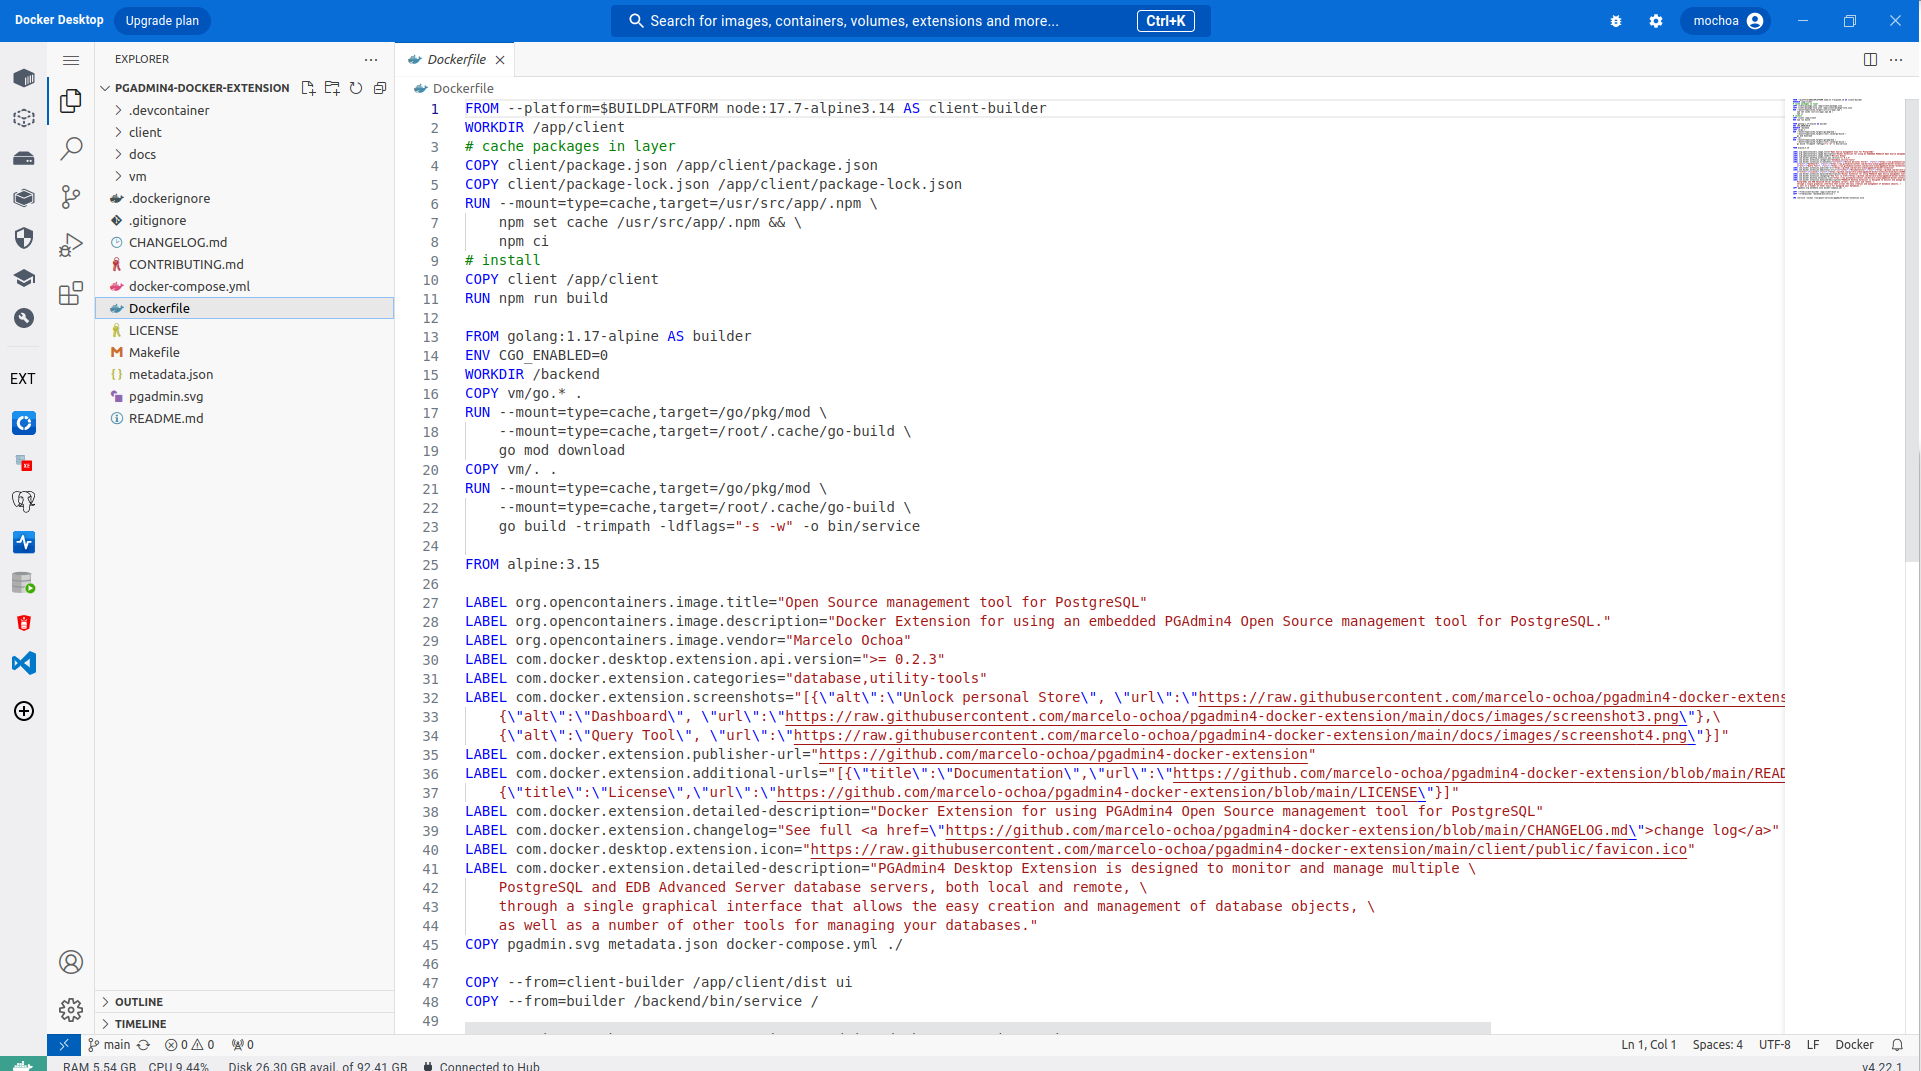 Docker Desktop Upgrade plan Search for images, containers, volumes, extensions and more... Ctrl+K mochoa
EXPLORER
PGADMIN4-DOCKER-EXTENSION
.devcontainer
client
docs
vm
.dockerignore
.gitignore
CHANGELOG.md
CONTRIBUTING.md
docker-compose.yml
Dockerfile
LICENSE
Makefile
metadata.json
pgadmin.svg
README.md
OUTLINE
TIMELINE
EXT
Dockerfile
Dockerfile
1 FROM --platform=$BUILDPLATFORM node:17.7-alpine3.14 AS client-builder
2 WORKDIR /app/client
3 # cache packages in layer
4 COPY client/package.json /app/client/package.json
5 COPY client/package-lock.json /app/client/package-lock.json
6 RUN --mount=type=cache,target=/usr/src/app/.npm \
7 npm set cache /usr/src/app/.npm && \
8 npm ci
9 # install
10 COPY client /app/client
11 RUN npm run build
12
13 FROM golang:1.17-alpine AS builder
14 ENV CGO_ENABLED=0
15 WORKDIR /backend
16 COPY vm/go.* .
17 RUN --mount=type=cache,target=/go/pkg/mod \
18 --mount=type=cache,target=/root/.cache/go-build \
19 go mod download
20 COPY vm/. .
21 RUN --mount=type=cache,target=/go/pkg/mod \
22 --mount=type=cache,target=/root/.cache/go-build \
23 go build -trimpath -ldflags="-s -w" -o bin/service
24
25 FROM alpine:3.15
26
27 LABEL org.opencontainers.image.title="Open Source management tool for PostgreSQL"
28 LABEL org.opencontainers.image.description="Docker Extension for using an embedded PGAdmin4 Open Source management tool for PostgreSQL."
29 LABEL org.opencontainers.image.vendor="Marcelo Ochoa"
30 LABEL com.docker.desktop.extension.api.version=">= 0.2.3"
31 LABEL com.docker.extension.categories="database,utility-tools"
32 LABEL com.docker.extension.screenshots="[{\"alt\":\"Unlock personal Store\", \"url\":\"https://raw.githubusercontent.com/marcelo-ochoa/pgadmin4-docker-extens
33 {\"alt\":\"Dashboard\", \"url\":\"https://raw.githubusercontent.com/marcelo-ochoa/pgadmin4-docker-extension/main/docs/images/screenshot3.png\"},\
34 {\"alt\":\"Query Tool\", \"url\":\"https://raw.githubusercontent.com/marcelo-ochoa/pgadmin4-docker-extension/main/docs/images/screenshot4.png\"}]"
35 LABEL com.docker.extension.publisher-url="https://github.com/marcelo-ochoa/pgadmin4-docker-extension"
36 LABEL com.docker.extension.additional-urls="[{\"title\":\"Documentation\",\"url\":\"https://github.com/marcelo-ochoa/pgadmin4-docker-extension/blob/main/READ
37 {\"title\":\"License\",\"url\":\"https://github.com/marcelo-ochoa/pgadmin4-docker-extension/blob/main/LICENSE\"}]"
38 LABEL com.docker.extension.detailed-description="Docker Extension for using PGAdmin4 Open Source management tool for PostgreSQL"
39 LABEL com.docker.extension.changelog="See full <a href=\"https://github.com/marcelo-ochoa/pgadmin4-docker-extension/blob/main/CHANGELOG.md\">change log</a>"
40 LABEL com.docker.desktop.extension.icon="https://raw.githubusercontent.com/marcelo-ochoa/pgadmin4-docker-extension/main/client/public/favicon.ico"
41 LABEL com.docker.extension.detailed-description="PGAdmin4 Desktop Extension is designed to monitor and manage multiple \
42 PostgreSQL and EDB Advanced Server database servers, both local and remote, \
43 through a single graphical interface that allows the easy creation and management of database objects, \
44 as well as a number of other tools for managing your databases."
45 COPY pgadmin.svg metadata.json docker-compose.yml ./
46
47 COPY --from=client-builder /app/client/dist ui
48 COPY --from=builder /backend/bin/service /
49
main 0 0 0 Ln 1, Col 1 Spaces: 4 UTF-8 LF Docker
RAM 5.54 GB CPU 9.44% Disk 26.30 GB avail. of 92.41 GB Connected to Hub v4.22.1